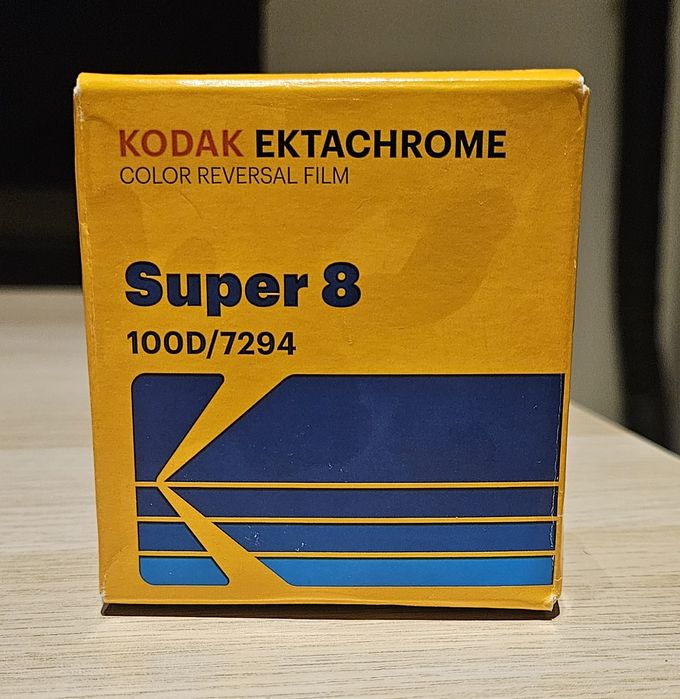 KODAK EKTACHROME
COLOR REVERSAL FILM
Super 8
100D/7294